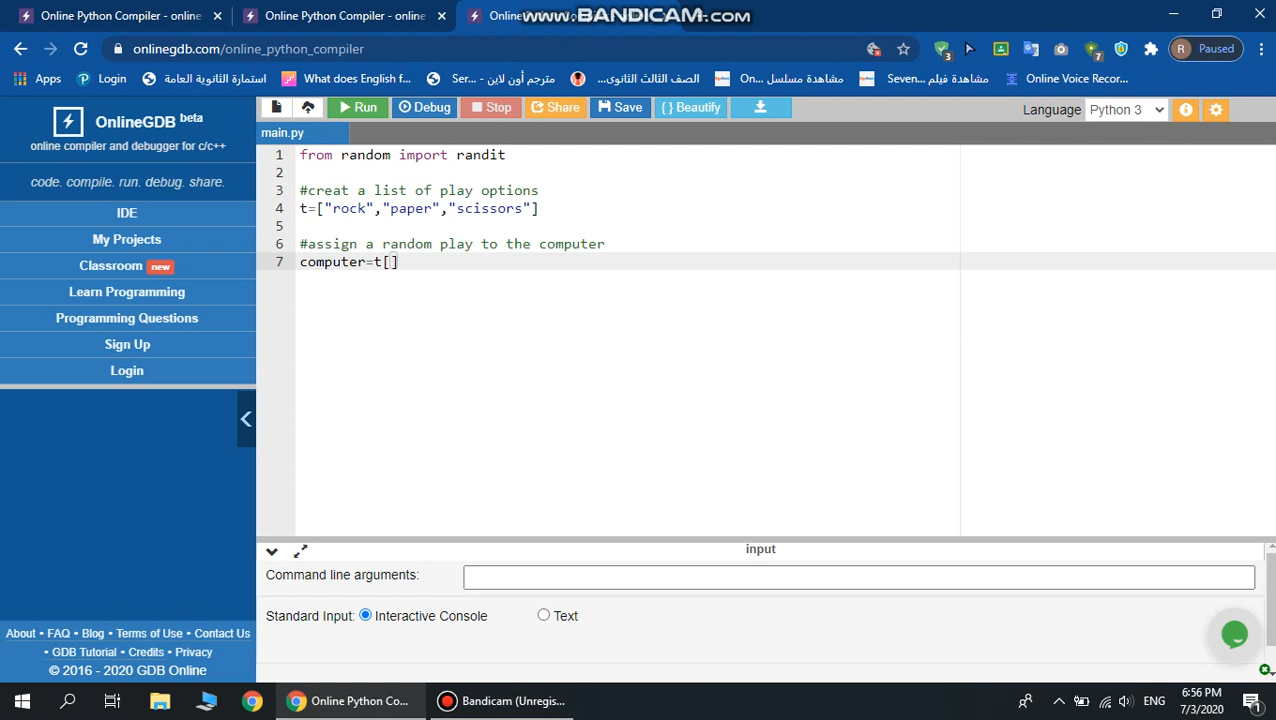 Online Python Compiler - online
Online Python Compiler - online
Onlin
www.BANDICAM.com
onlinegdb.com/online_python_compiler
3
7
R Paused
Apps
Login
استمارة الثانوية العامة
What does English f...
مترجم أون لاين - Ser...
الصف الثالث الثانوى...
مشاهدة مسلسل On...
مشاهدة فيلم Seven...
Online Voice Recor...
OnlineGDB beta
online compiler and debugger for c/c++
code. compile. run. debug. share.
IDE
My Projects
Classroom new
Learn Programming
Programming Questions
Sign Up
Login
About • FAQ • Blog • Terms of Use • Contact Us
• GDB Tutorial • Credits • Privacy
© 2016 - 2020 GDB Online
Run
Debug
Stop
Share
Save
{ } Beautify
Language Python 3
main.py
1 from random import randit
2
3 #creat a list of play options
4 t=["rock","paper","scissors"]
5
6 #assign a random play to the computer
7 computer=t[]
input
Command line arguments:
Standard Input: Interactive Console Text
Online Python Co...
Bandicam (Unregis...
ENG
6:56 PM
7/3/2020
1